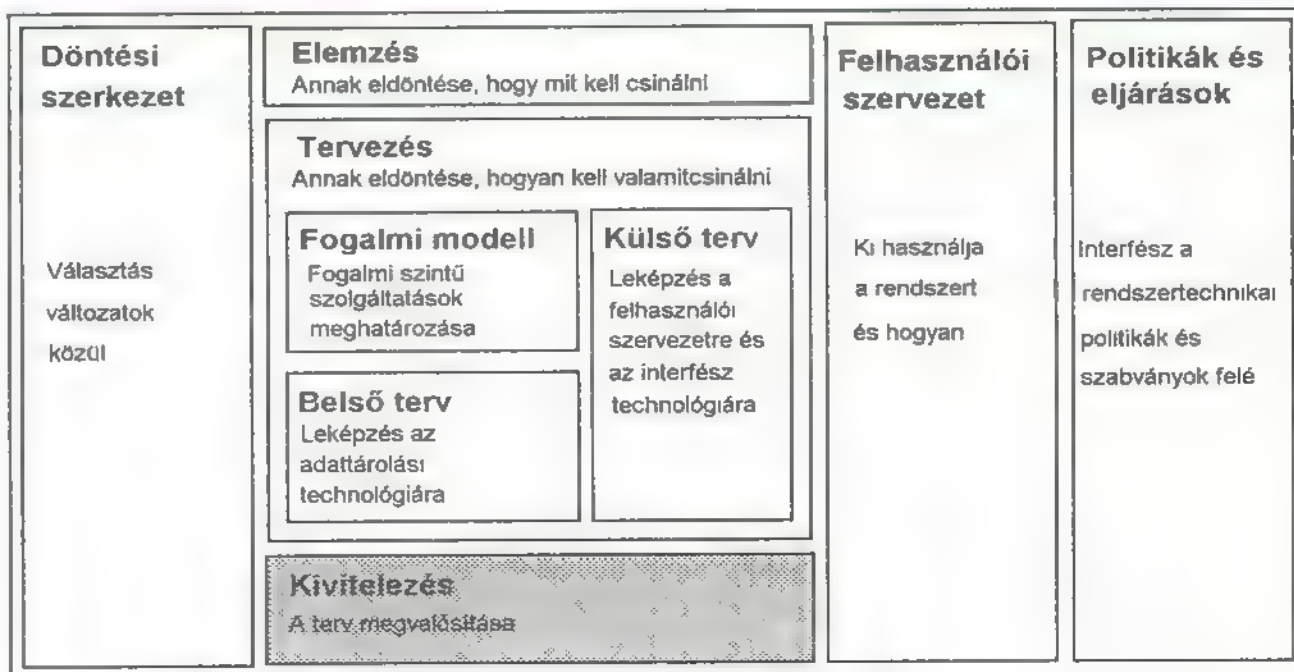 Döntési
szerkezet
Választás
változatok
közül
Elemzés
Annak eldöntése, hogy mit kell csinálni
Tervezés
Annak eldöntése, hogyan kell valamitcsinálni
Fogalmi modell
Fogalmi szintű
szolgáltatások
meghatározása
Belső terv
Leképzés az
adattárolási
technológiára
Külső terv
Leképzés a
felhasználói
szervezetre és
az interfész
technológiára
Kivitelezés
A terv megvalósítása
Felhasználói
szervezet
Ki használja
a rendszert
és hogyan
Politikák és
eljárások
Interfész a
rendszertechnikai
politikák és
szabványok felé